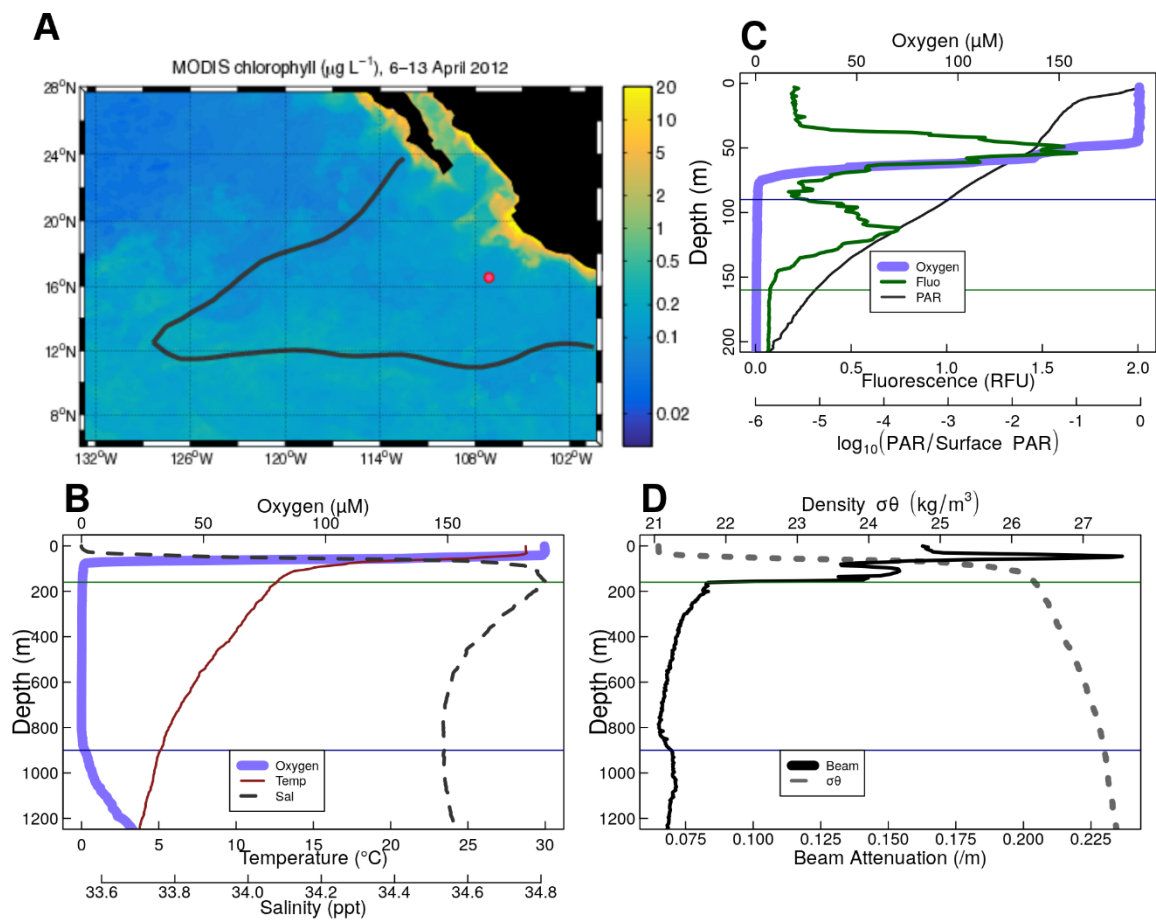 A
MODIS chlorophyll (μg L⁻¹), 6–13 April 2012
28°N
24°N
20°N
16°N
12°N
8°N
132°W 126°W 120°W 114°W 108°W 102°W
20
10
5
2
1
0.5
0.2
0.1
0.02
C
Oxygen (μM)
0 50 100 150
Depth (m)
0
50
100
150
200
Oxygen
Fluo
PAR
0.0 0.5 1.0 1.5 2.0
Fluorescence (RFU)
-6 -5 -4 -3 -2 -1 0
log₁₀(PAR/Surface PAR)
B
Oxygen (μM)
0 50 100 150
Depth (m)
0
200
400
600
800
1000
1200
Oxygen
Temp
Sal
0 5 10 15 20 25 30
Temperature (°C)
33.6 33.8 34.0 34.2 34.4 34.6 34.8
Salinity (ppt)
D
Density σθ (kg/m³)
21 22 23 24 25 26 27
Depth (m)
0
200
400
600
800
1000
1200
Beam
σθ
0.075 0.100 0.125 0.150 0.175 0.200 0.225
Beam Attenuation (/m)